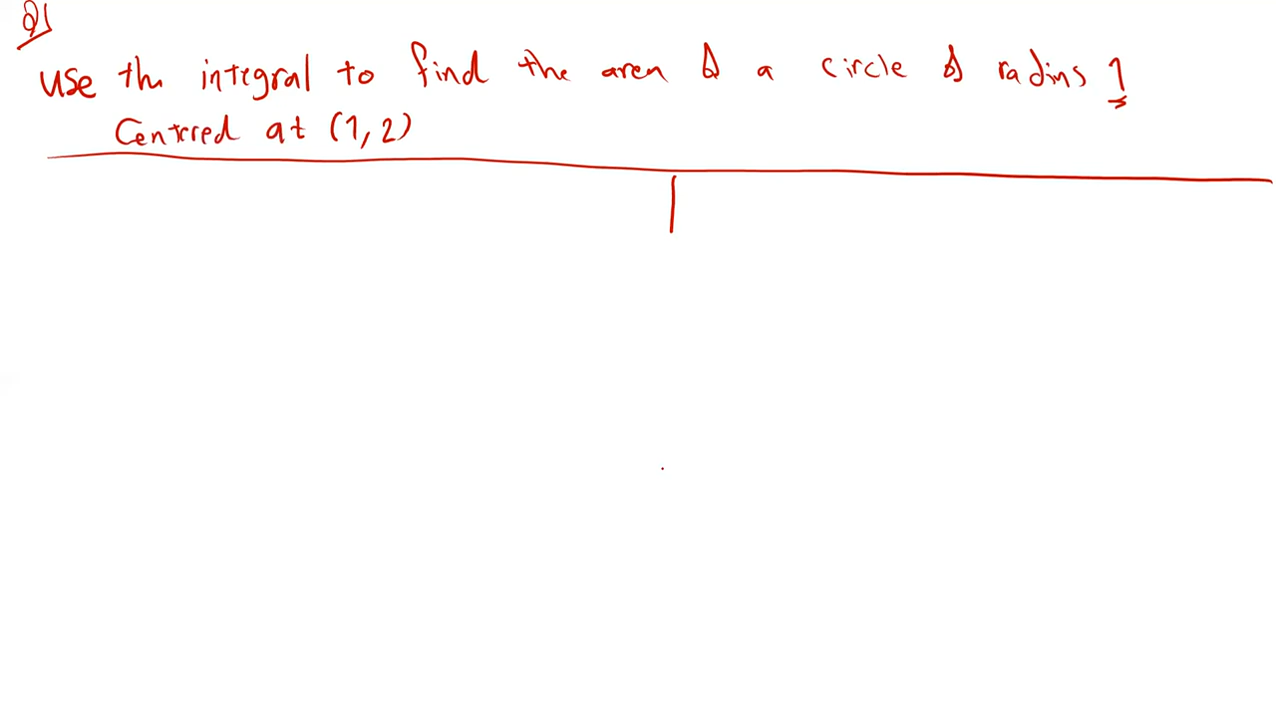 Q1
Use the integral to find the area of a circle of radius 1
Centred at (1, 2)